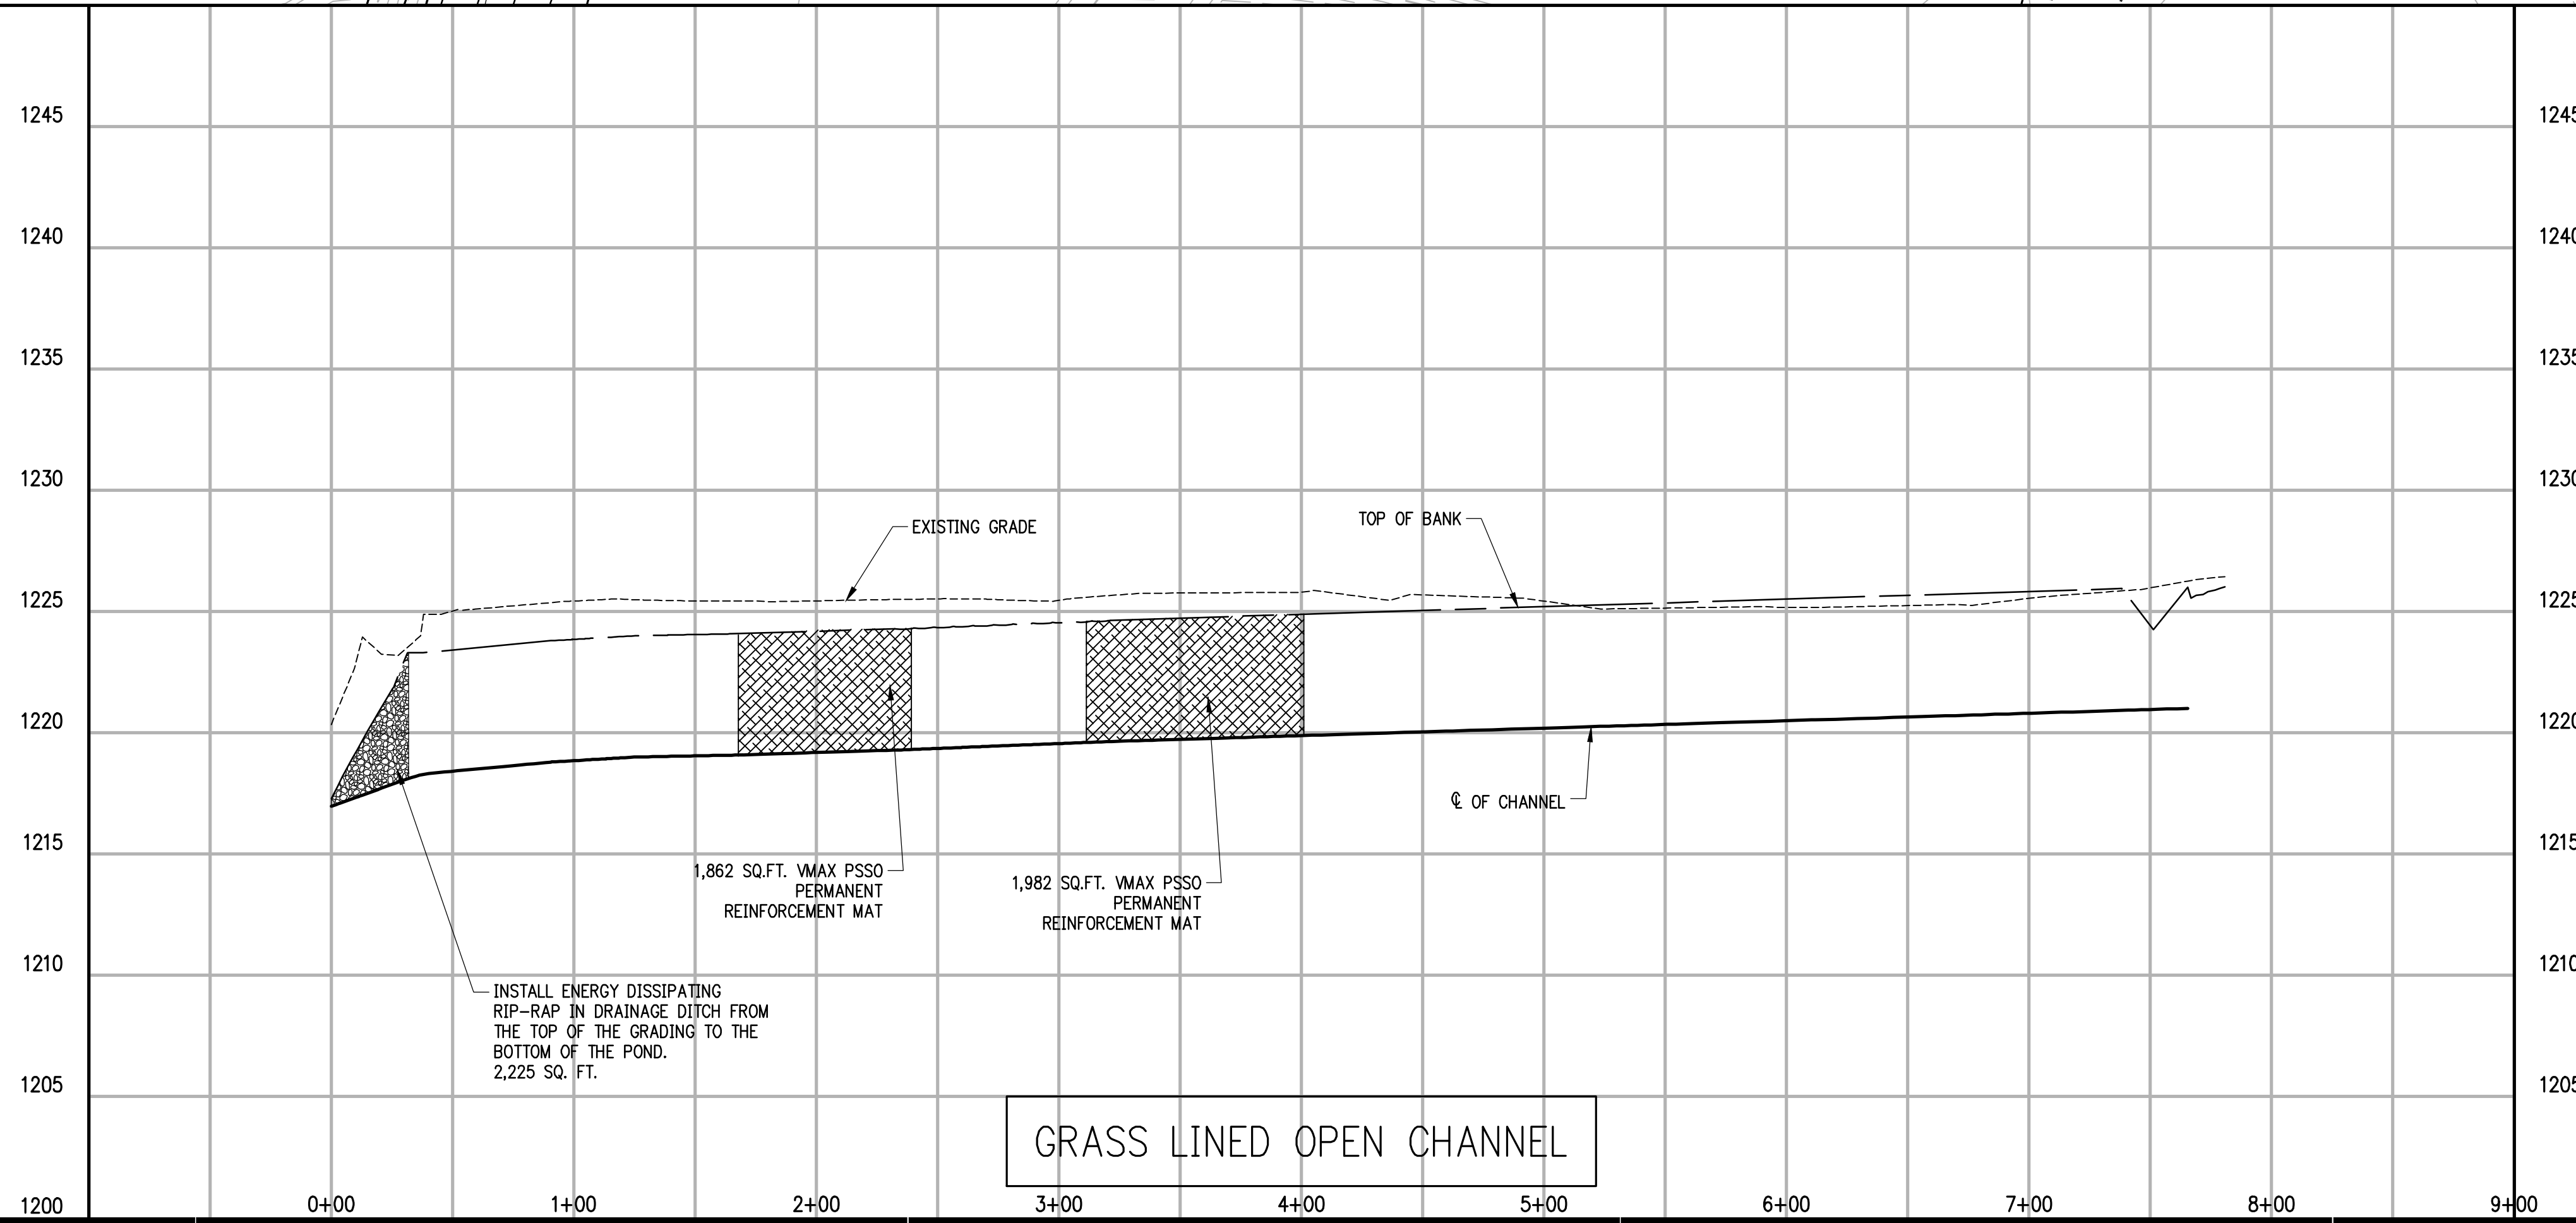 1245
1245
1240
1240
1235
1235
1230
1230
EXISTING GRADE
TOP OF BANK
1225
1225
1220
1220
℄ OF CHANNEL
1215
1215
1,862 SQ.FT. VMAX PSSO
PERMANENT
REINFORCEMENT MAT
1,982 SQ.FT. VMAX PSSO
PERMANENT
REINFORCEMENT MAT
1210
1210
INSTALL ENERGY DISSIPATING
RIP-RAP IN DRAINAGE DITCH FROM
THE TOP OF THE GRADING TO THE
BOTTOM OF THE POND.
2,225 SQ. FT.
1205
1205
GRASS LINED OPEN CHANNEL
1200
0+00 1+00 2+00 3+00 4+00 5+00 6+00 7+00 8+00 9+00